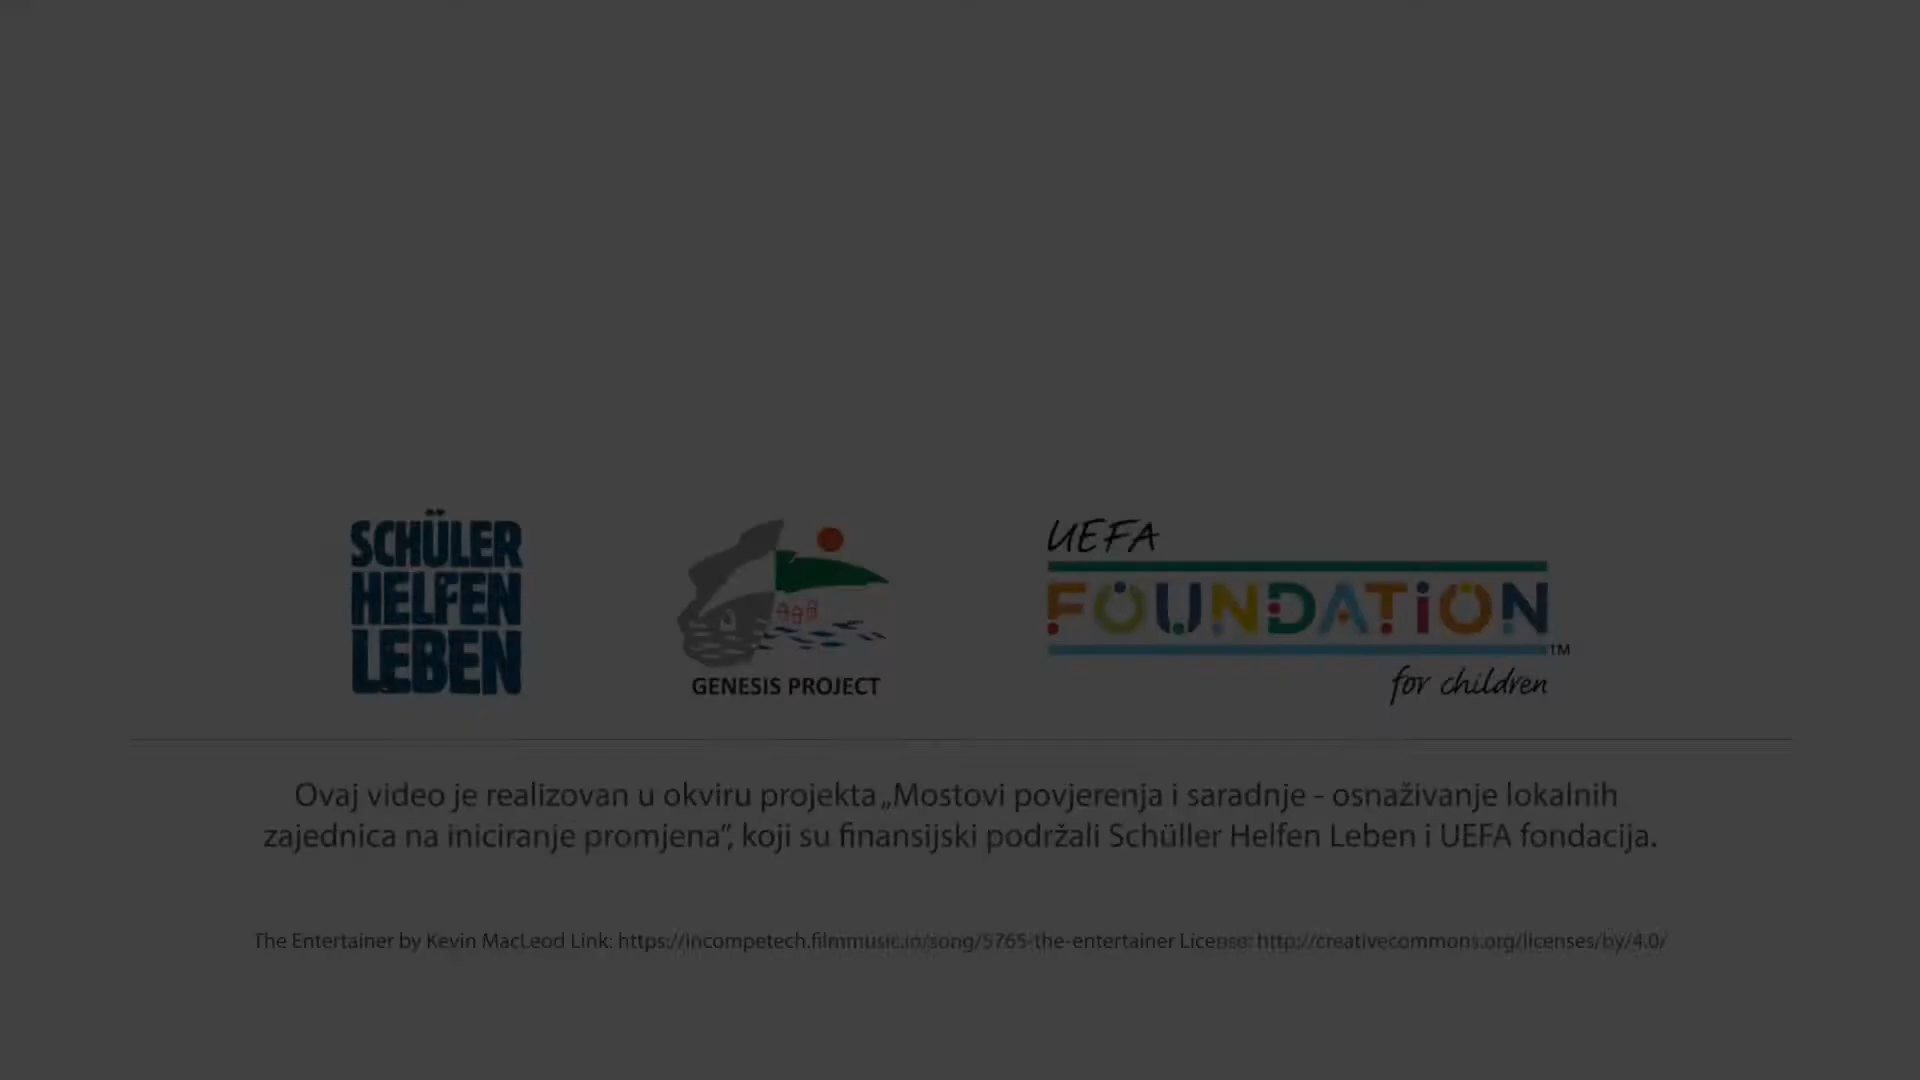 SCHÜLER
HELFEN
LEBEN
GENESIS PROJECT
UEFA
FOUNDATION
TM
for children
Ovaj video je realizovan u okviru projekta „Mostovi povjerenja i saradnje - osnaživanje lokalnih
zajednica na iniciranje promjena”, koji su finansijski podržali Schüller Helfen Leben i UEFA fondacija.
The Entertainer by Kevin MacLeod Link: https://incompetech.filmmusic.io/song/5765-the-entertainer License: http://creativecommons.org/licenses/by/4.0/